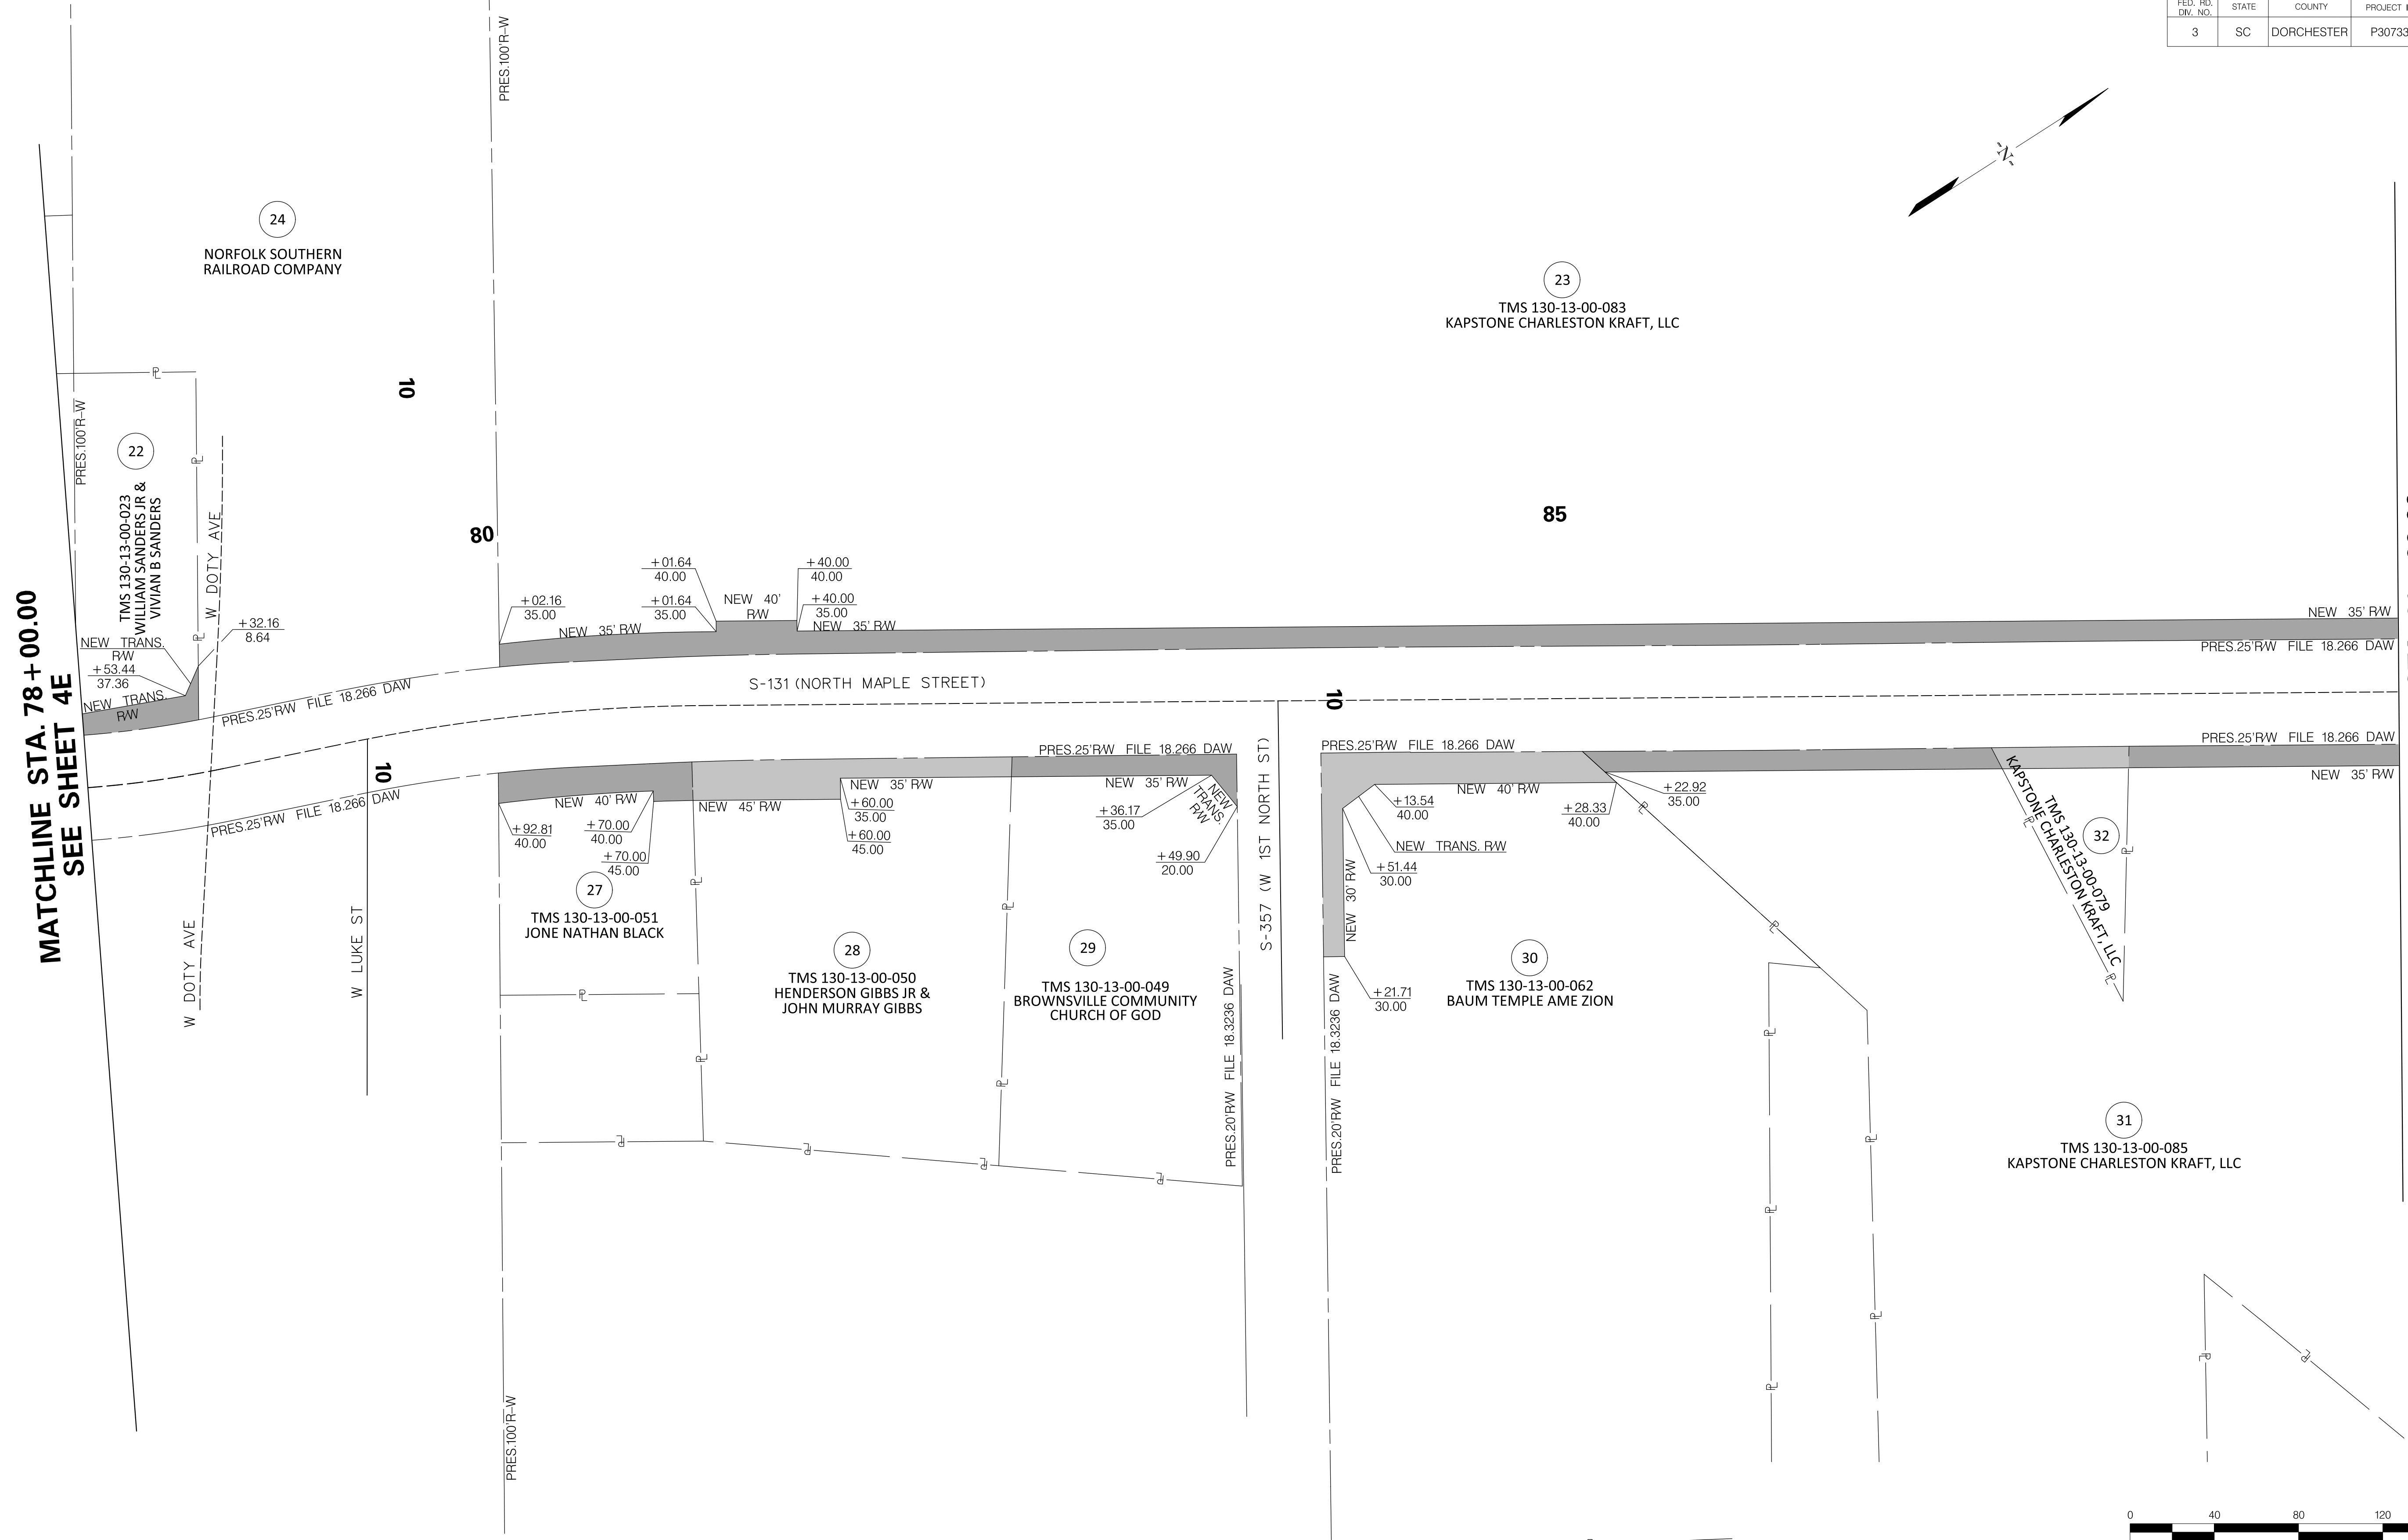 FED. RD.
DIV. NO.
STATE
COUNTY
3
SC
DORCHESTER
P30733
PRES.100'R-W
-N-
24
NORFOLK SOUTHERN
RAILROAD COMPANY
23
TMS 130-13-00-083
KAPSTONE CHARLESTON KRAFT, LLC
10
PRES.100'R-W
22
TMS 130-13-00-023
WILLIAM SANDERS JR &
VIVIAN B SANDERS
W DOTY AVE
80
85
MATCHLINE STA. 78+00.00
SEE SHEET 4E
NEW TRANS.
R/W
+53.44
37.36
NEW TRANS.
R/W
+32.16
8.64
+02.16
35.00
+01.64
40.00
+01.64
35.00
NEW 40'
R/W
+40.00
40.00
+40.00
35.00
NEW 35' R/W
NEW 35' R/W
NEW 35' R/W
PRES.25'R/W FILE 18.266 DAW
PRES.25'R/W FILE 18.266 DAW
S-131 (NORTH MAPLE STREET)
10
10
PRES.25'R/W FILE 18.266 DAW
PRES.25'R/W FILE 18.266 DAW
PRES.25'R/W FILE 18.266 DAW
PRES.25'R/W FILE 18.266 DAW
NEW 40' R/W
NEW 45' R/W
NEW 35' R/W
NEW 35' R/W
NEW
TRANS.
R/W
NEW 40' R/W
NEW 35' R/W
+92.81
40.00
+70.00
40.00
+70.00
45.00
+60.00
35.00
+60.00
45.00
+36.17
35.00
+49.90
20.00
+13.54
40.00
NEW TRANS. R/W
+51.44
30.00
+28.33
40.00
+22.92
35.00
NEW 30' R/W
+21.71
30.00
W DOTY AVE
W LUKE ST
27
TMS 130-13-00-051
JONE NATHAN BLACK
28
TMS 130-13-00-050
HENDERSON GIBBS JR &
JOHN MURRAY GIBBS
29
TMS 130-13-00-049
BROWNSVILLE COMMUNITY
CHURCH OF GOD
S-357 (W 1ST NORTH ST)
PRES.20'R/W FILE 18.3236 DAW
PRES.20'R/W FILE 18.3236 DAW
30
TMS 130-13-00-062
BAUM TEMPLE AME ZION
32
TMS 130-13-00-079
KAPSTONE CHARLESTON KRAFT, LLC
31
TMS 130-13-00-085
KAPSTONE CHARLESTON KRAFT, LLC
PRES.100'R-W
0 40 80 120